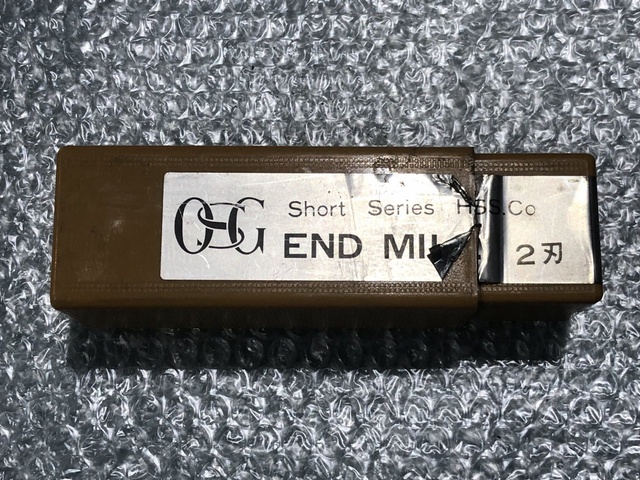 OSG
Short Series HSS.Co
END MIL 2刃